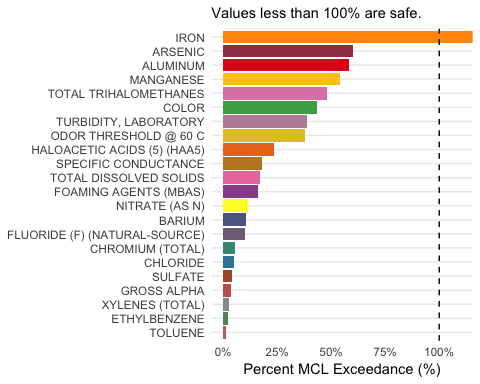 Values less than 100% are safe.
IRON
ARSENIC
ALUMINUM
MANGANESE
TOTAL TRIHALOMETHANES
COLOR
TURBIDITY, LABORATORY
ODOR THRESHOLD @ 60 C
HALOACETIC ACIDS (5) (HAA5)
SPECIFIC CONDUCTANCE
TOTAL DISSOLVED SOLIDS
FOAMING AGENTS (MBAS)
NITRATE (AS N)
BARIUM
FLUORIDE (F) (NATURAL-SOURCE)
CHROMIUM (TOTAL)
CHLORIDE
SULFATE
GROSS ALPHA
XYLENES (TOTAL)
ETHYLBENZENE
TOLUENE
0% 25% 50% 75% 100%
Percent MCL Exceedance (%)